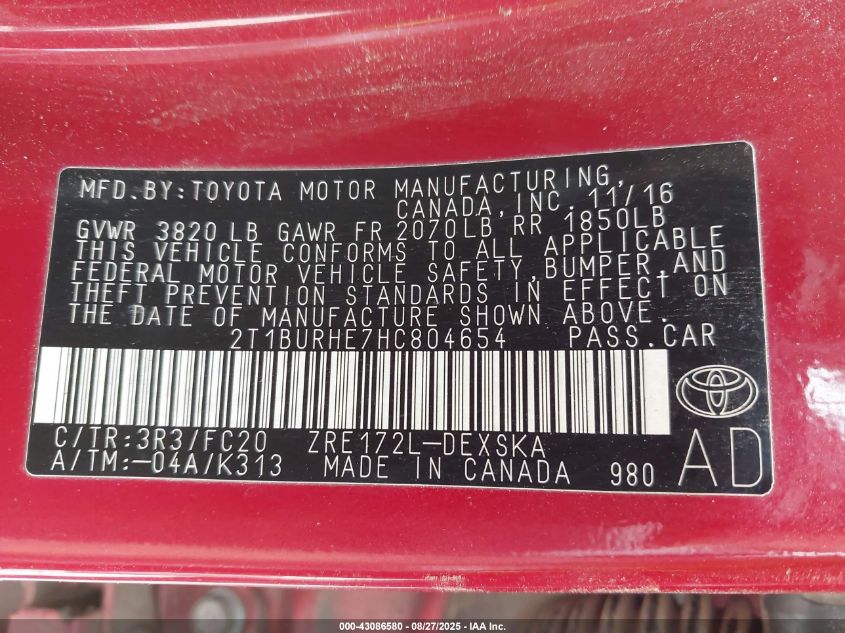 MFD.BY:TOYOTA MOTOR MANUFACTURING,
CANADA,INC. 11/16
GVWR 3820 LB GAWR FR 2070LB RR 1850LB
THIS VEHICLE CONFORMS TO ALL APPLICABLE
FEDERAL MOTOR VEHICLE SAFETY,BUMPER,AND
THEFT PREVENTION STANDARDS IN EFFECT ON
THE DATE OF MANUFACTURE SHOWN ABOVE.
2T1BURHE7HC804654 PASS.CAR
C/TR:3R3/FC20 ZRE172L-DEXSKA
A/TM:-04A/K313 MADE IN CANADA 980 AD
000-43086580 - 08/27/2025 - IAA Inc.